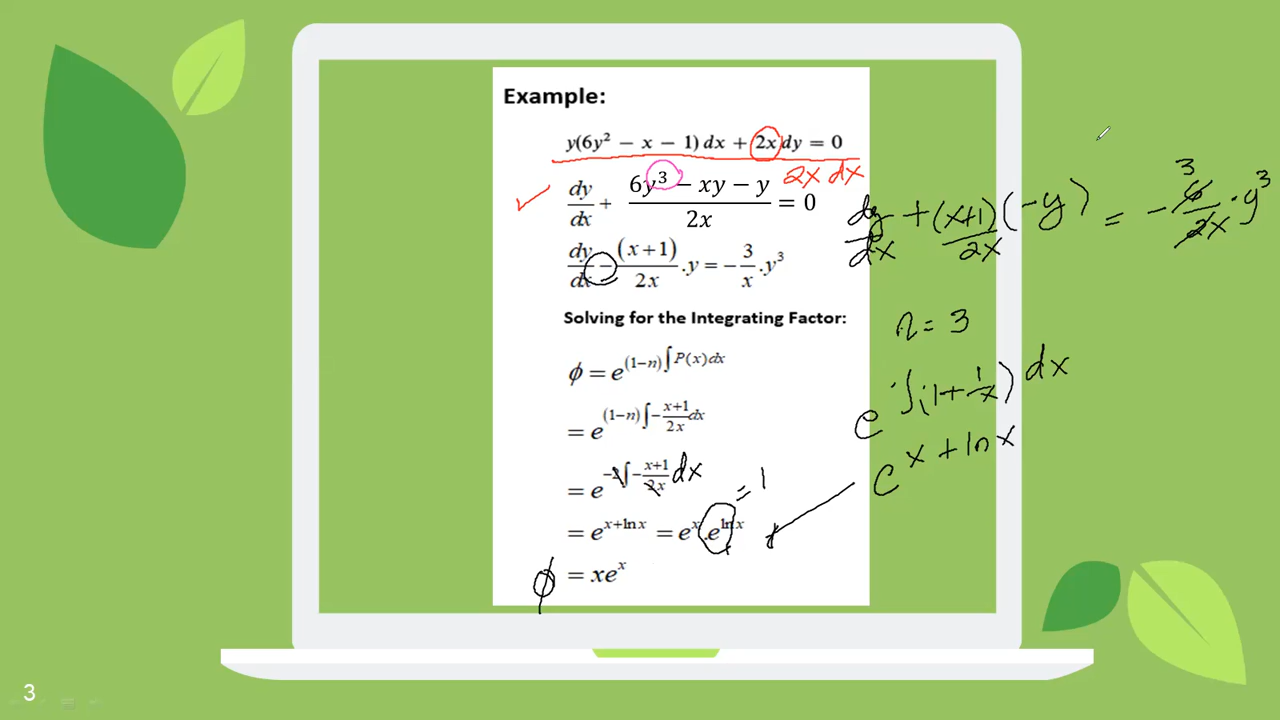 Example:
y(6y² − x − 1) dx + 2x dy = 0
2x dx
dy/dx + (6y³ − xy − y)/2x = 0
dy/dx − (x+1)/2x .y = −3/x .y³
Solving for the Integrating Factor:
ϕ = e^((1−n)∫P(x)dx)
= e^((1−n)∫−(x+1)/2x dx)
= e^(−2∫−(x+1)/2x dx)
= e^(x+ln x) = e^x .e^(ln x)
= 1
ϕ = xe^x
dy/dx + (x+1)/2x (−y) = − 6/2x · y³
3
n = 3
e^(∫(1+1/x) dx)
e^(x + ln x)
3